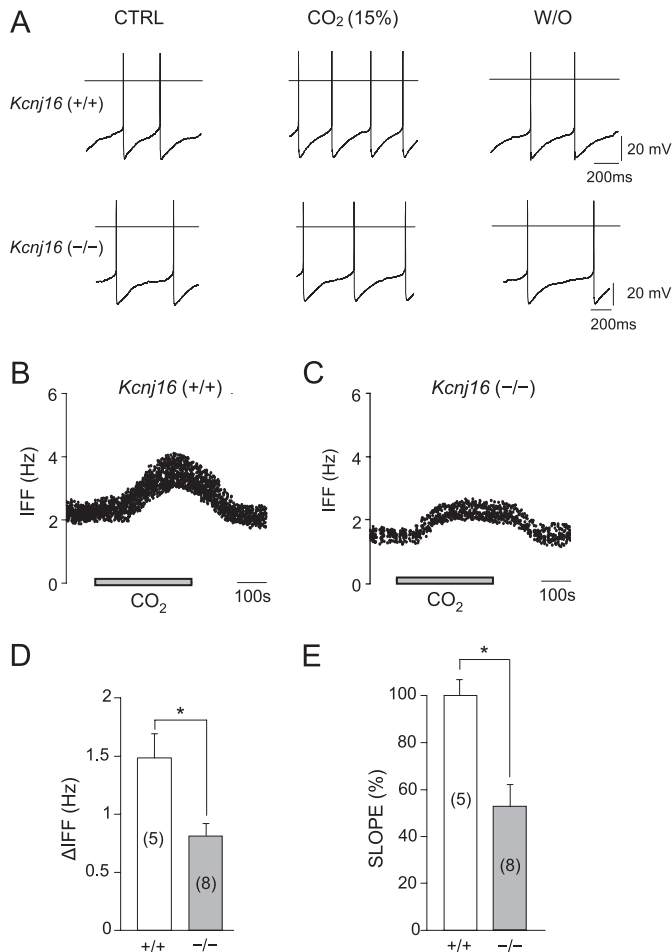 A
CTRL
CO₂ (15%)
W/O
Kcnj16 (+/+)
20 mV
200ms
Kcnj16 (−/−)
20 mV
200ms
B
Kcnj16 (+/+)
6
4
2
0
IFF (Hz)
CO₂
100s
C
Kcnj16 (−/−)
6
4
2
0
IFF (Hz)
CO₂
100s
D
2
1.5
1
0.5
0
ΔIFF (Hz)
*
(5)
(8)
+/+
−/−
E
100
80
60
40
20
0
SLOPE (%)
*
(5)
(8)
+/+
−/−